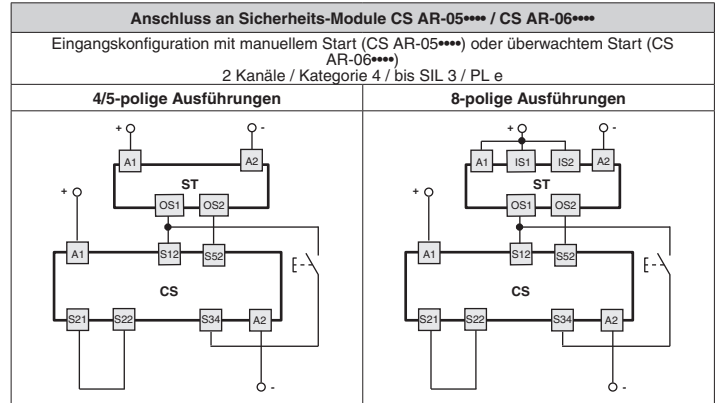 Anschluss an Sicherheits-Module CS AR-05•••• / CS AR-06••••
Eingangskonfiguration mit manuellem Start (CS AR-05••••) oder überwachtem Start (CS
AR-06••••)
2 Kanäle / Kategorie 4 / bis SIL 3 / PL e
4/5-polige Ausführungen
+ -
A1 A2
ST
+ OS1 OS2
A1 S12 S52
CS
S21 S22 S34 A2
-
8-polige Ausführungen
+ -
A1 IS1 IS2 A2
ST
+ OS1 OS2
A1 S12 S52
CS
S21 S22 S34 A2
-